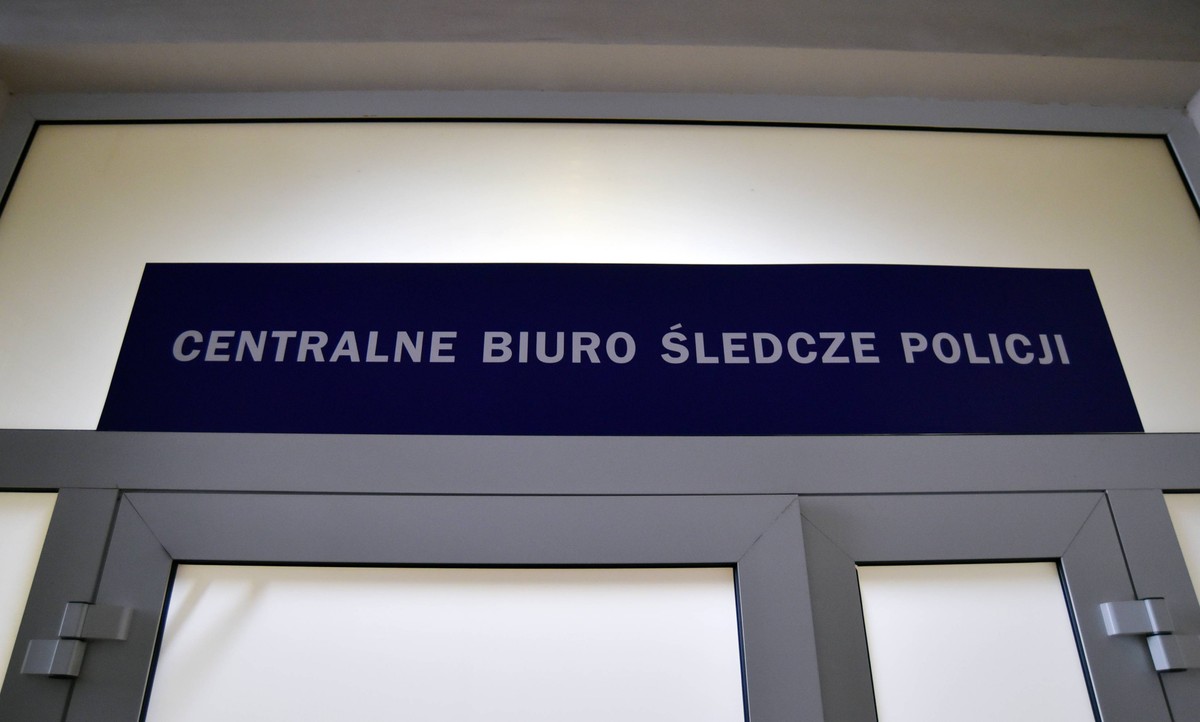 CENTRALNE BIURO ŚLEDCZE POLICJI